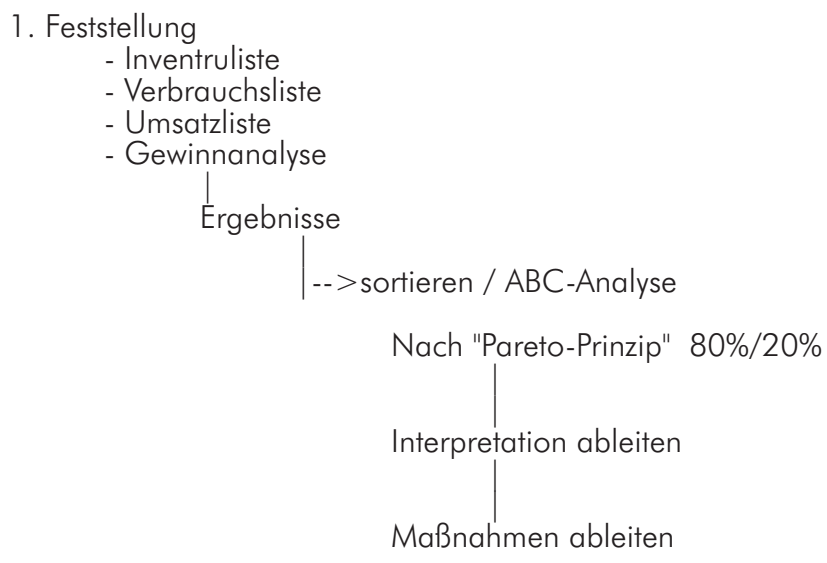 1. Feststellung
- Inventruliste
- Verbrauchsliste
- Umsatzliste
- Gewinnanalyse
Ergebnisse
-->sortieren / ABC-Analyse
Nach "Pareto-Prinzip" 80%/20%
Interpretation ableiten
Maßnahmen ableiten